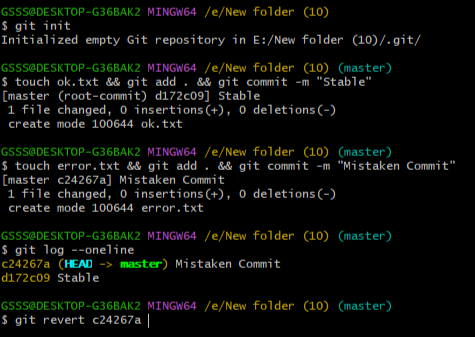 GSSS@DESKTOP-G36BAK2 MINGW64 /e/New folder (10)
$ git init
Initialized empty Git repository in E:/New folder (10)/.git/
GSSS@DESKTOP-G36BAK2 MINGW64 /e/New folder (10) (master)
$ touch ok.txt && git add . && git commit -m "Stable"
[master (root-commit) d172c09] Stable
1 file changed, 0 insertions(+), 0 deletions(-)
create mode 100644 ok.txt
GSSS@DESKTOP-G36BAK2 MINGW64 /e/New folder (10) (master)
$ touch error.txt && git add . && git commit -m "Mistaken Commit"
[master c24267a] Mistaken Commit
1 file changed, 0 insertions(+), 0 deletions(-)
create mode 100644 error.txt
GSSS@DESKTOP-G36BAK2 MINGW64 /e/New folder (10) (master)
$ git log --oneline
c24267a (HEAD -> master) Mistaken Commit
d172c09 Stable
GSSS@DESKTOP-G36BAK2 MINGW64 /e/New folder (10) (master)
$ git revert c24267a